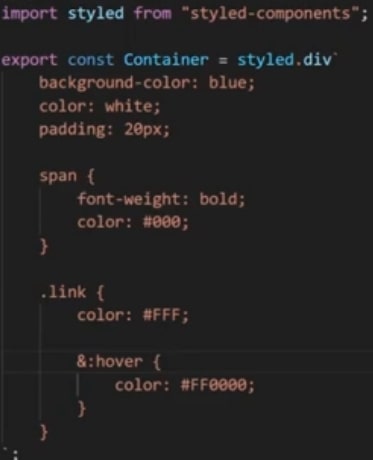 import styled from "styled-components";
export const Container = styled.div`
background-color: blue;
color: white;
padding: 20px;
span {
font-weight: bold;
color: #000;
}
.link {
color: #FFF;
&:hover {
color: #FF0000;
}
}
`;